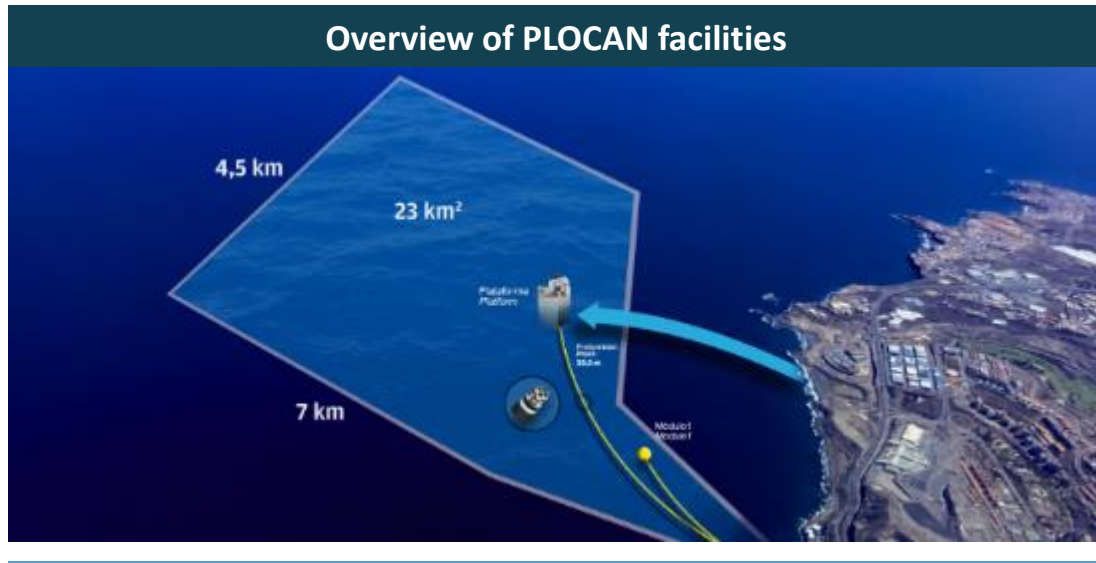 Overview of PLOCAN facilities
4,5 km
23 km²
Plataforma
Platform
7 km
Módulo1
Module1